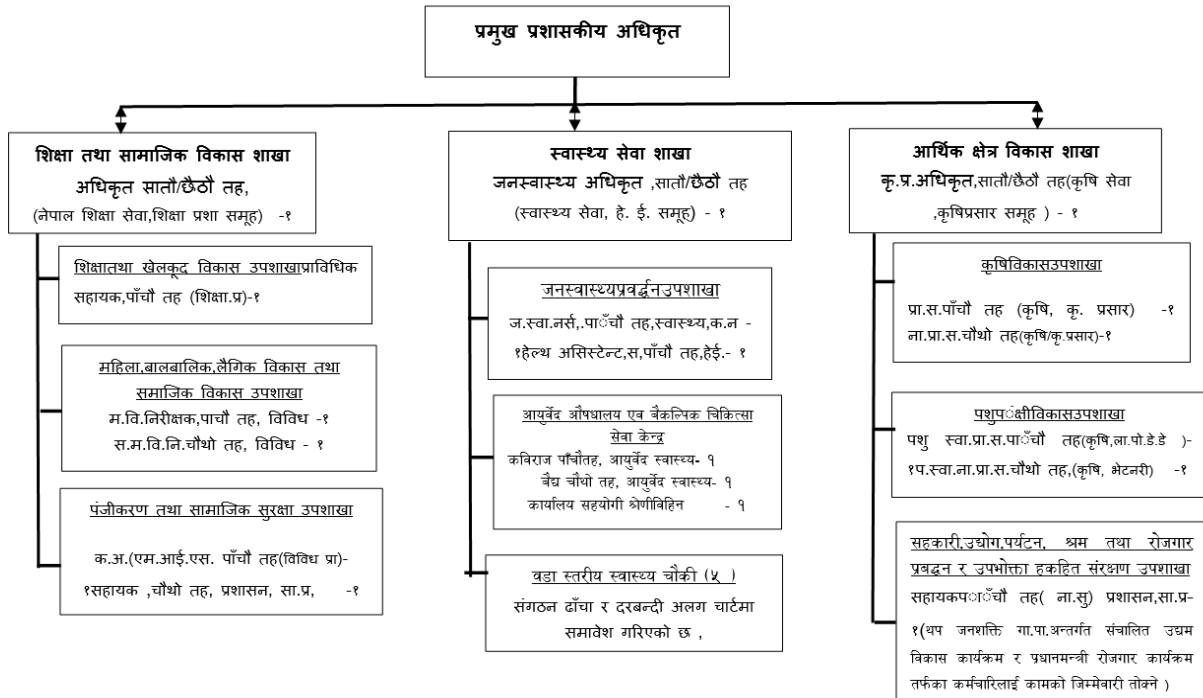 प्रमुख प्रशासकीय अधिकृत
शिक्षा तथा सामाजिक विकास शाखा
अधिकृत सातौ/छैठौ तह,
(नेपाल शिक्षा सेवा,शिक्षा प्रशा समूह) -१
शिक्षातथा खेलकूद विकास उपशाखाप्राविधिक
सहायक,पाँचौ तह (शिक्षा.प्र)-१
महिला,बालबालिक,लैगिक विकास तथा
समाजिक विकास उपशाखा
म.वि.निरीक्षक,पाचौ तह, विविध -१
स.म.वि.नि.चौथो तह, विविध - १
पंजीकरण तथा सामाजिक सुरक्षा उपशाखा
क.अ.(एम.आई.एस. पाँचौ तह(विविध प्रा)-
१सहायक ,चौथो तह, प्रशासन, सा.प्र, -१
स्वास्थ्य सेवा शाखा
जनस्वास्थ्य अधिकृत ,सातौ/छैठौ तह
(स्वास्थ्य सेवा, हे. ई. समूह) - १
जनस्वास्थ्यप्रवर्द्धनउपशाखा
ज.स्वा.नर्स,.पाँचौ तह,स्वास्थ्य,क.न -
१हेल्थ असिस्टेन्ट,स,पाँचौ तह,हेई.- १
आयुर्वेद औषधालय एव बैकल्पिक चिकित्सा
सेवा केन्द्र
कविराज पाँचौतह, आयुर्वेद स्वास्थ्य- १
बैद्य चौथो तह, आयुर्वेद स्वास्थ्य- १
कार्यालय सहयोगी श्रेणीविहिन - १
वडा स्तरीय स्वास्थ्य चौकी (५ )
संगठन ढाँचा र दरबन्दी अलग चार्टमा
समावेश गरिएको छ ,
आर्थिक क्षेत्र विकास शाखा
कृ.प्र.अधिकृत,सातौ/छैठौ तह(कृषि सेवा
,कृषिप्रसार समूह ) - १
कृषिविकासउपशाखा
प्रा.स.पाँचौ तह (कृषि, कृ. प्रसार) -१
ना.प्रा.स.चौथो तह(कृषि/कृ.प्रसार)-१
पशुपंक्षीविकासउपशाखा
पशु स्वा.प्रा.स.पाँचौ तह(कृषि,ला.पो.डे.डे )-
१प.स्वा.ना.प्रा.स.चौथो तह,(कृषि, भेटनरी) -१
सहकारी,उद्योग,पर्यटन, श्रम तथा रोजगार
प्रबद्धन र उपभोक्ता हकहित संरक्षण उपशाखा
सहायकपाँचौ तह( ना.सु) प्रशासन,सा.प्र-
१(थप जनशक्ति गा.पा.अन्तर्गत संचालित उद्यम
विकास कार्यक्रम र प्रधानमन्त्री रोजगार कार्यक्रम
तर्फका कर्मचारिलाई कामको जिम्मेवारी तोक्ने )